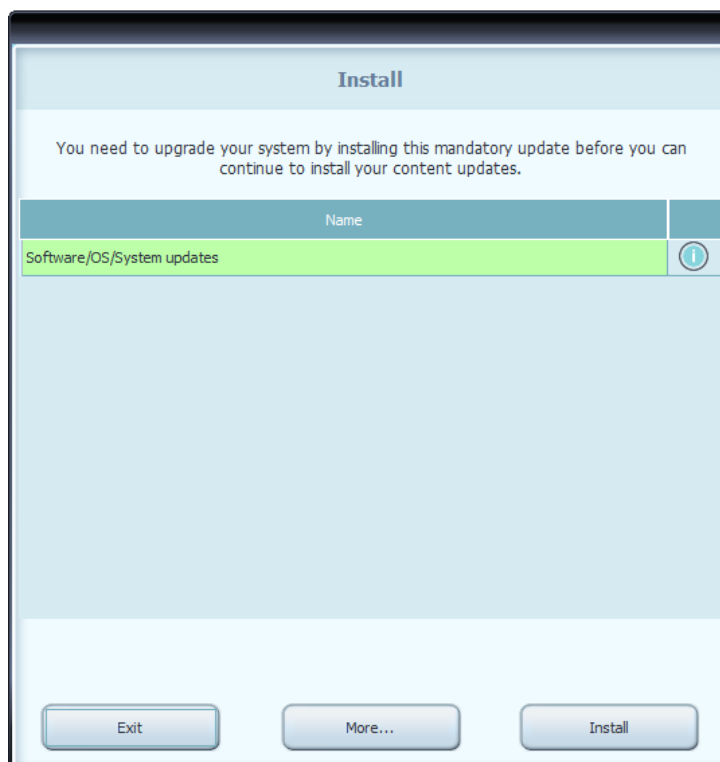 Install
You need to upgrade your system by installing this mandatory update before you can
continue to install your content updates.
Name
Software/OS/System updates
i
Exit
More...
Install